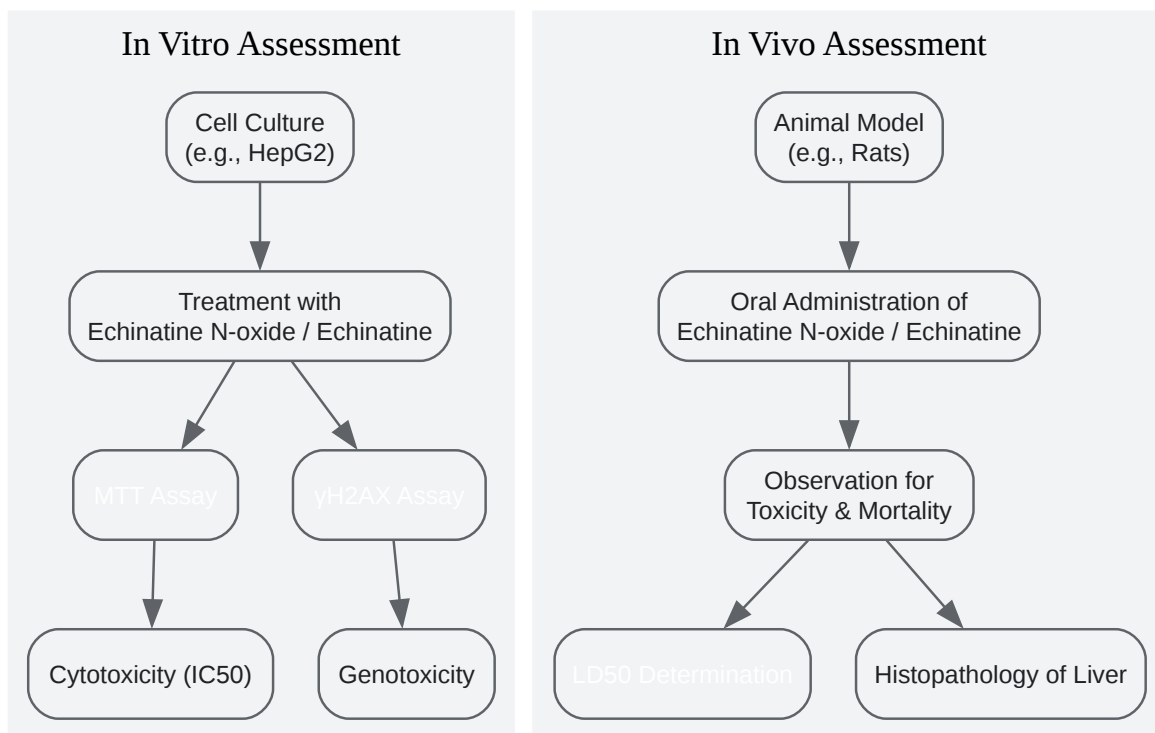 In Vitro Assessment
Cell Culture
(e.g., HepG2)
Treatment with
Echinatine N-oxide / Echinatine
MTT Assay
γH2AX Assay
Cytotoxicity (IC50)
Genotoxicity
In Vivo Assessment
Animal Model
(e.g., Rats)
Oral Administration of
Echinatine N-oxide / Echinatine
Observation for
Toxicity & Mortality
LD50 Determination
Histopathology of Liver